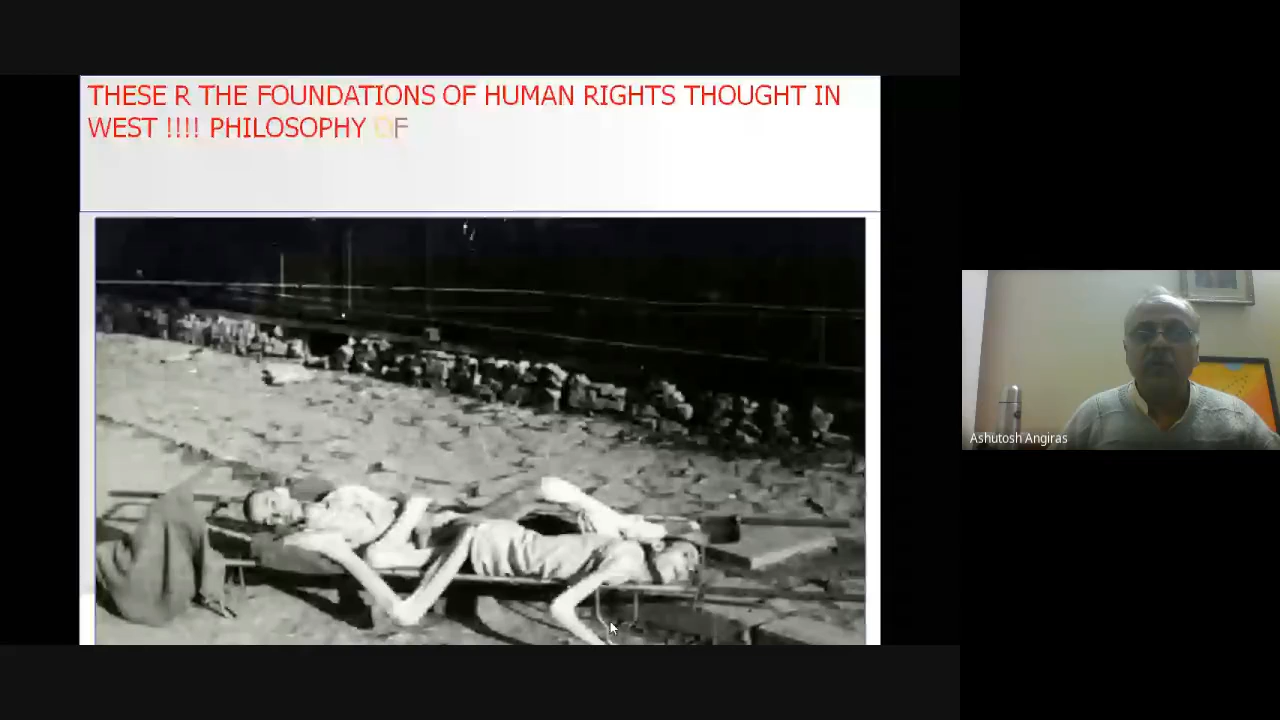 THESE R THE FOUNDATIONS OF HUMAN RIGHTS THOUGHT IN
WEST !!!! PHILOSOPHY OF
Ashutosh Angiras